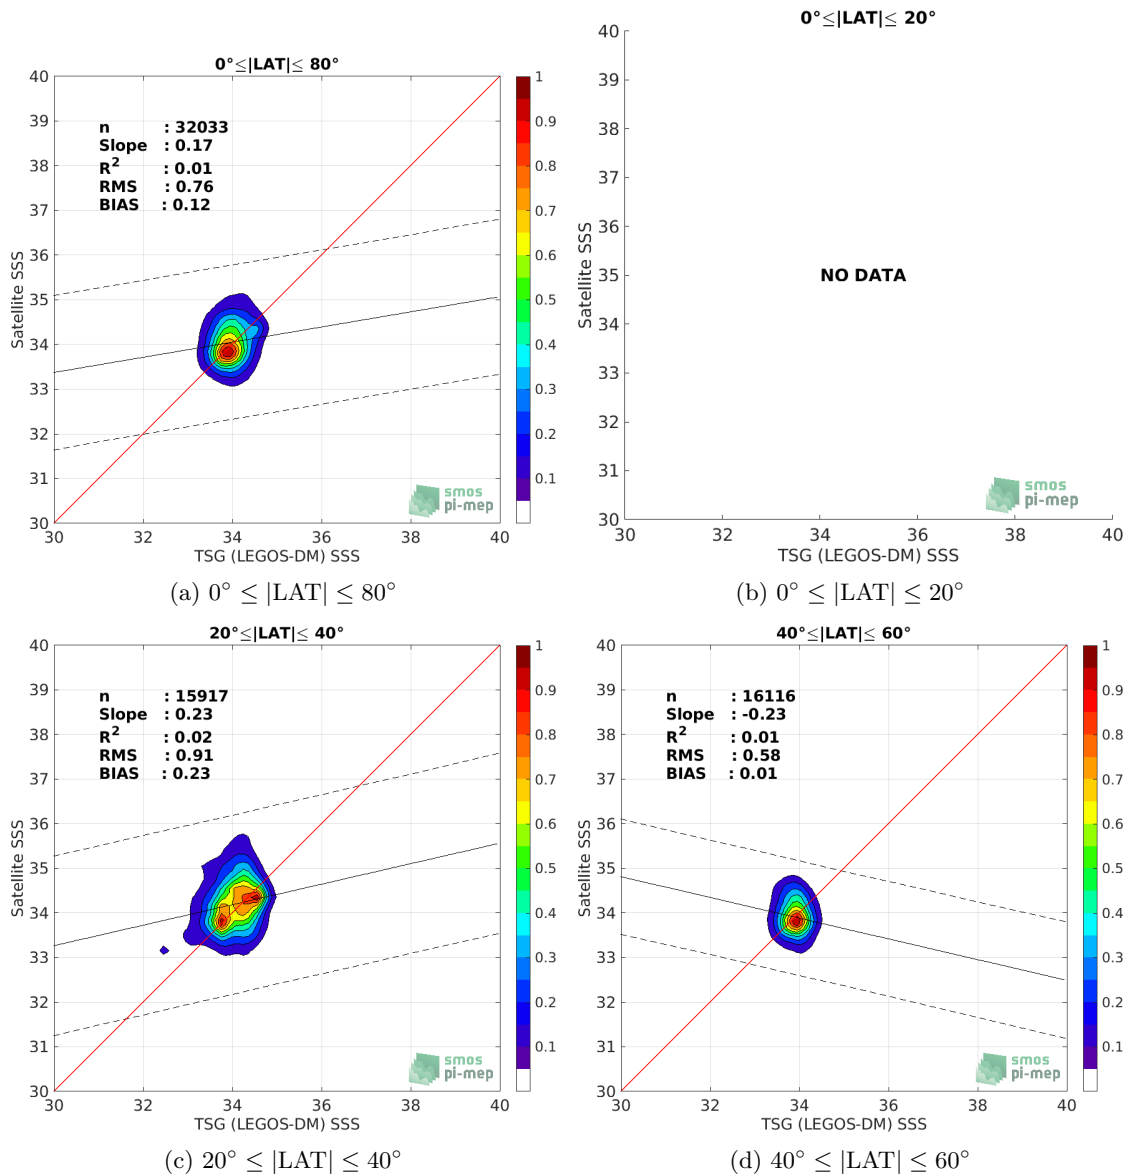 0°≤|LAT|≤ 80°
n : 32033
Slope : 0.17
R2 : 0.01
RMS : 0.76
BIAS : 0.12
Satellite SSS
40
39
38
37
36
35
34
33
32
31
30
30 32 34 36 38 40
TSG (LEGOS-DM) SSS
1
0.9
0.8
0.7
0.6
0.5
0.4
0.3
0.2
0.1
smos
pi-mep
(a) 0° ≤ |LAT| ≤ 80°
0°≤|LAT|≤ 20°
Satellite SSS
40
39
38
37
36
35
34
33
32
31
30
NO DATA
30 32 34 36 38 40
TSG (LEGOS-DM) SSS
smos
pi-mep
(b) 0° ≤ |LAT| ≤ 20°
20°≤|LAT|≤ 40°
n : 15917
Slope : 0.23
R2 : 0.02
RMS : 0.91
BIAS : 0.23
Satellite SSS
40
39
38
37
36
35
34
33
32
31
30
30 32 34 36 38 40
TSG (LEGOS-DM) SSS
1
0.9
0.8
0.7
0.6
0.5
0.4
0.3
0.2
0.1
smos
pi-mep
(c) 20° ≤ |LAT| ≤ 40°
40°≤|LAT|≤ 60°
n : 16116
Slope : -0.23
R2 : 0.01
RMS : 0.58
BIAS : 0.01
Satellite SSS
40
39
38
37
36
35
34
33
32
31
30
30 32 34 36 38 40
TSG (LEGOS-DM) SSS
1
0.9
0.8
0.7
0.6
0.5
0.4
0.3
0.2
0.1
smos
pi-mep
(d) 40° ≤ |LAT| ≤ 60°